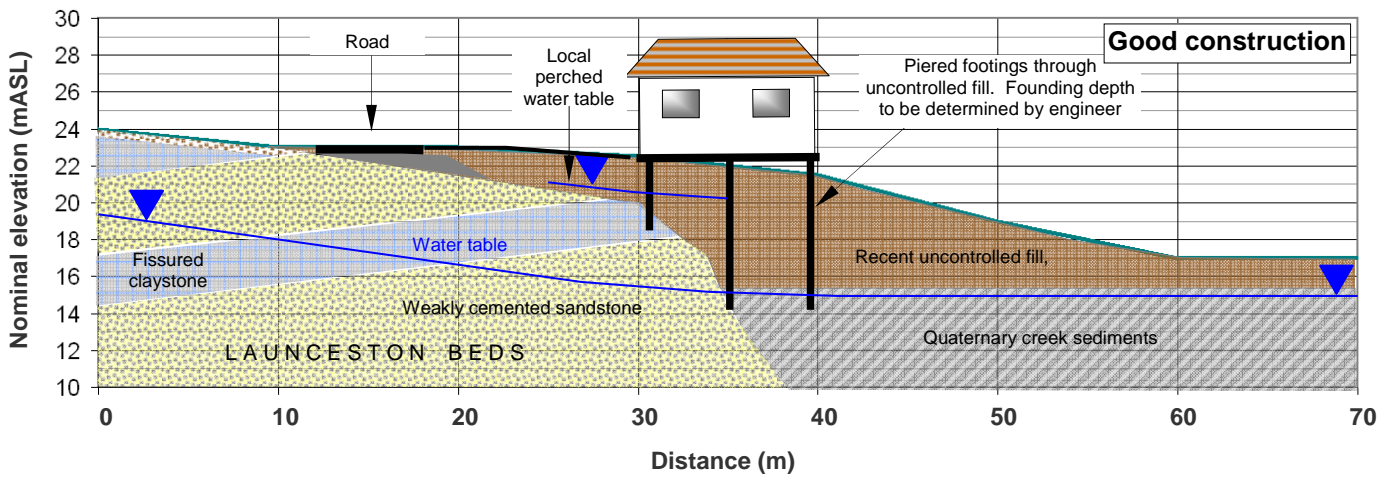 Good construction
Nominal elevation (mASL)
30
28
26
24
22
20
18
16
14
12
10
Road
Local
perched
water table
Piered footings through
uncontrolled fill. Founding depth
to be determined by engineer
Water table
Fissured
claystone
Recent uncontrolled fill,
Weakly cemented sandstone
Quaternary creek sediments
LAUNCESTON BEDS
0
10
20
30
40
50
60
70
Distance (m)